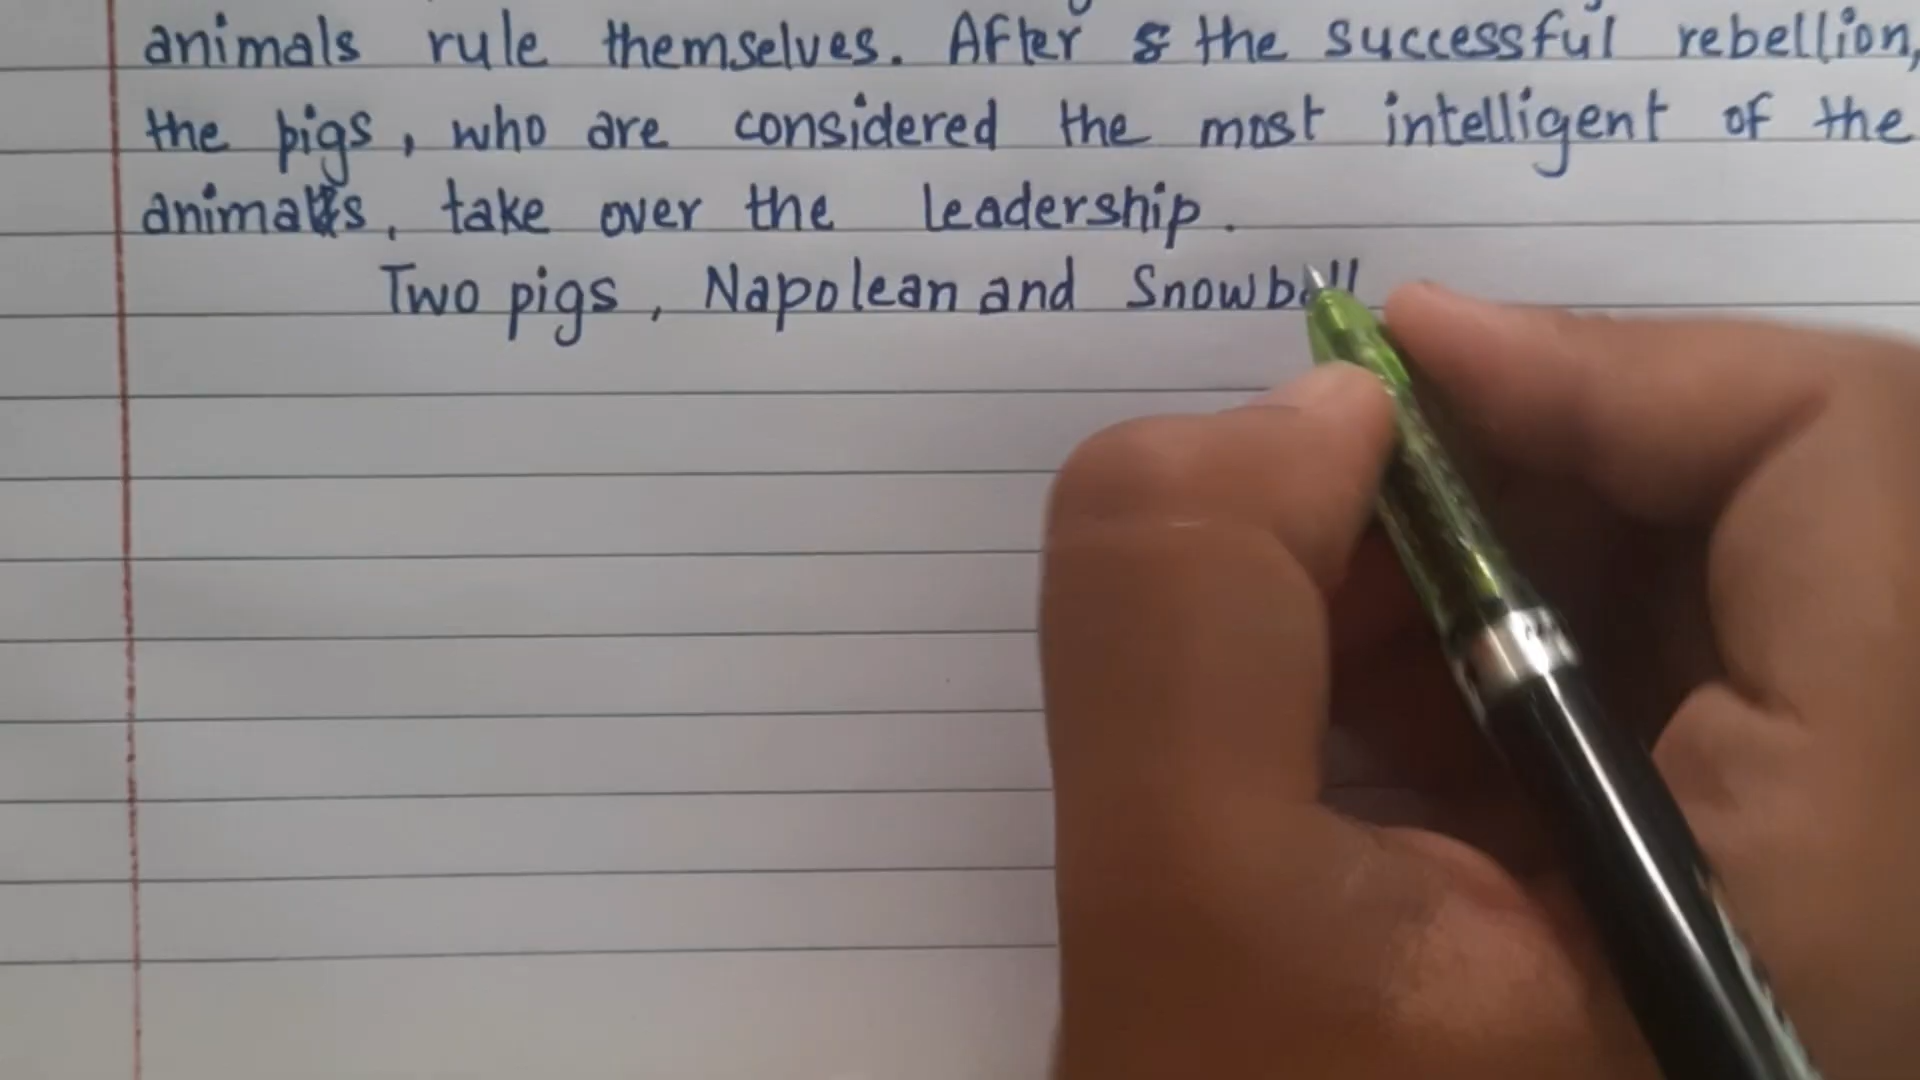 animals rule themselves. After the successful rebellion,
the pigs, who are considered the most intelligent of the
animals, take over the leadership.
Two pigs, Napolean and Snowball